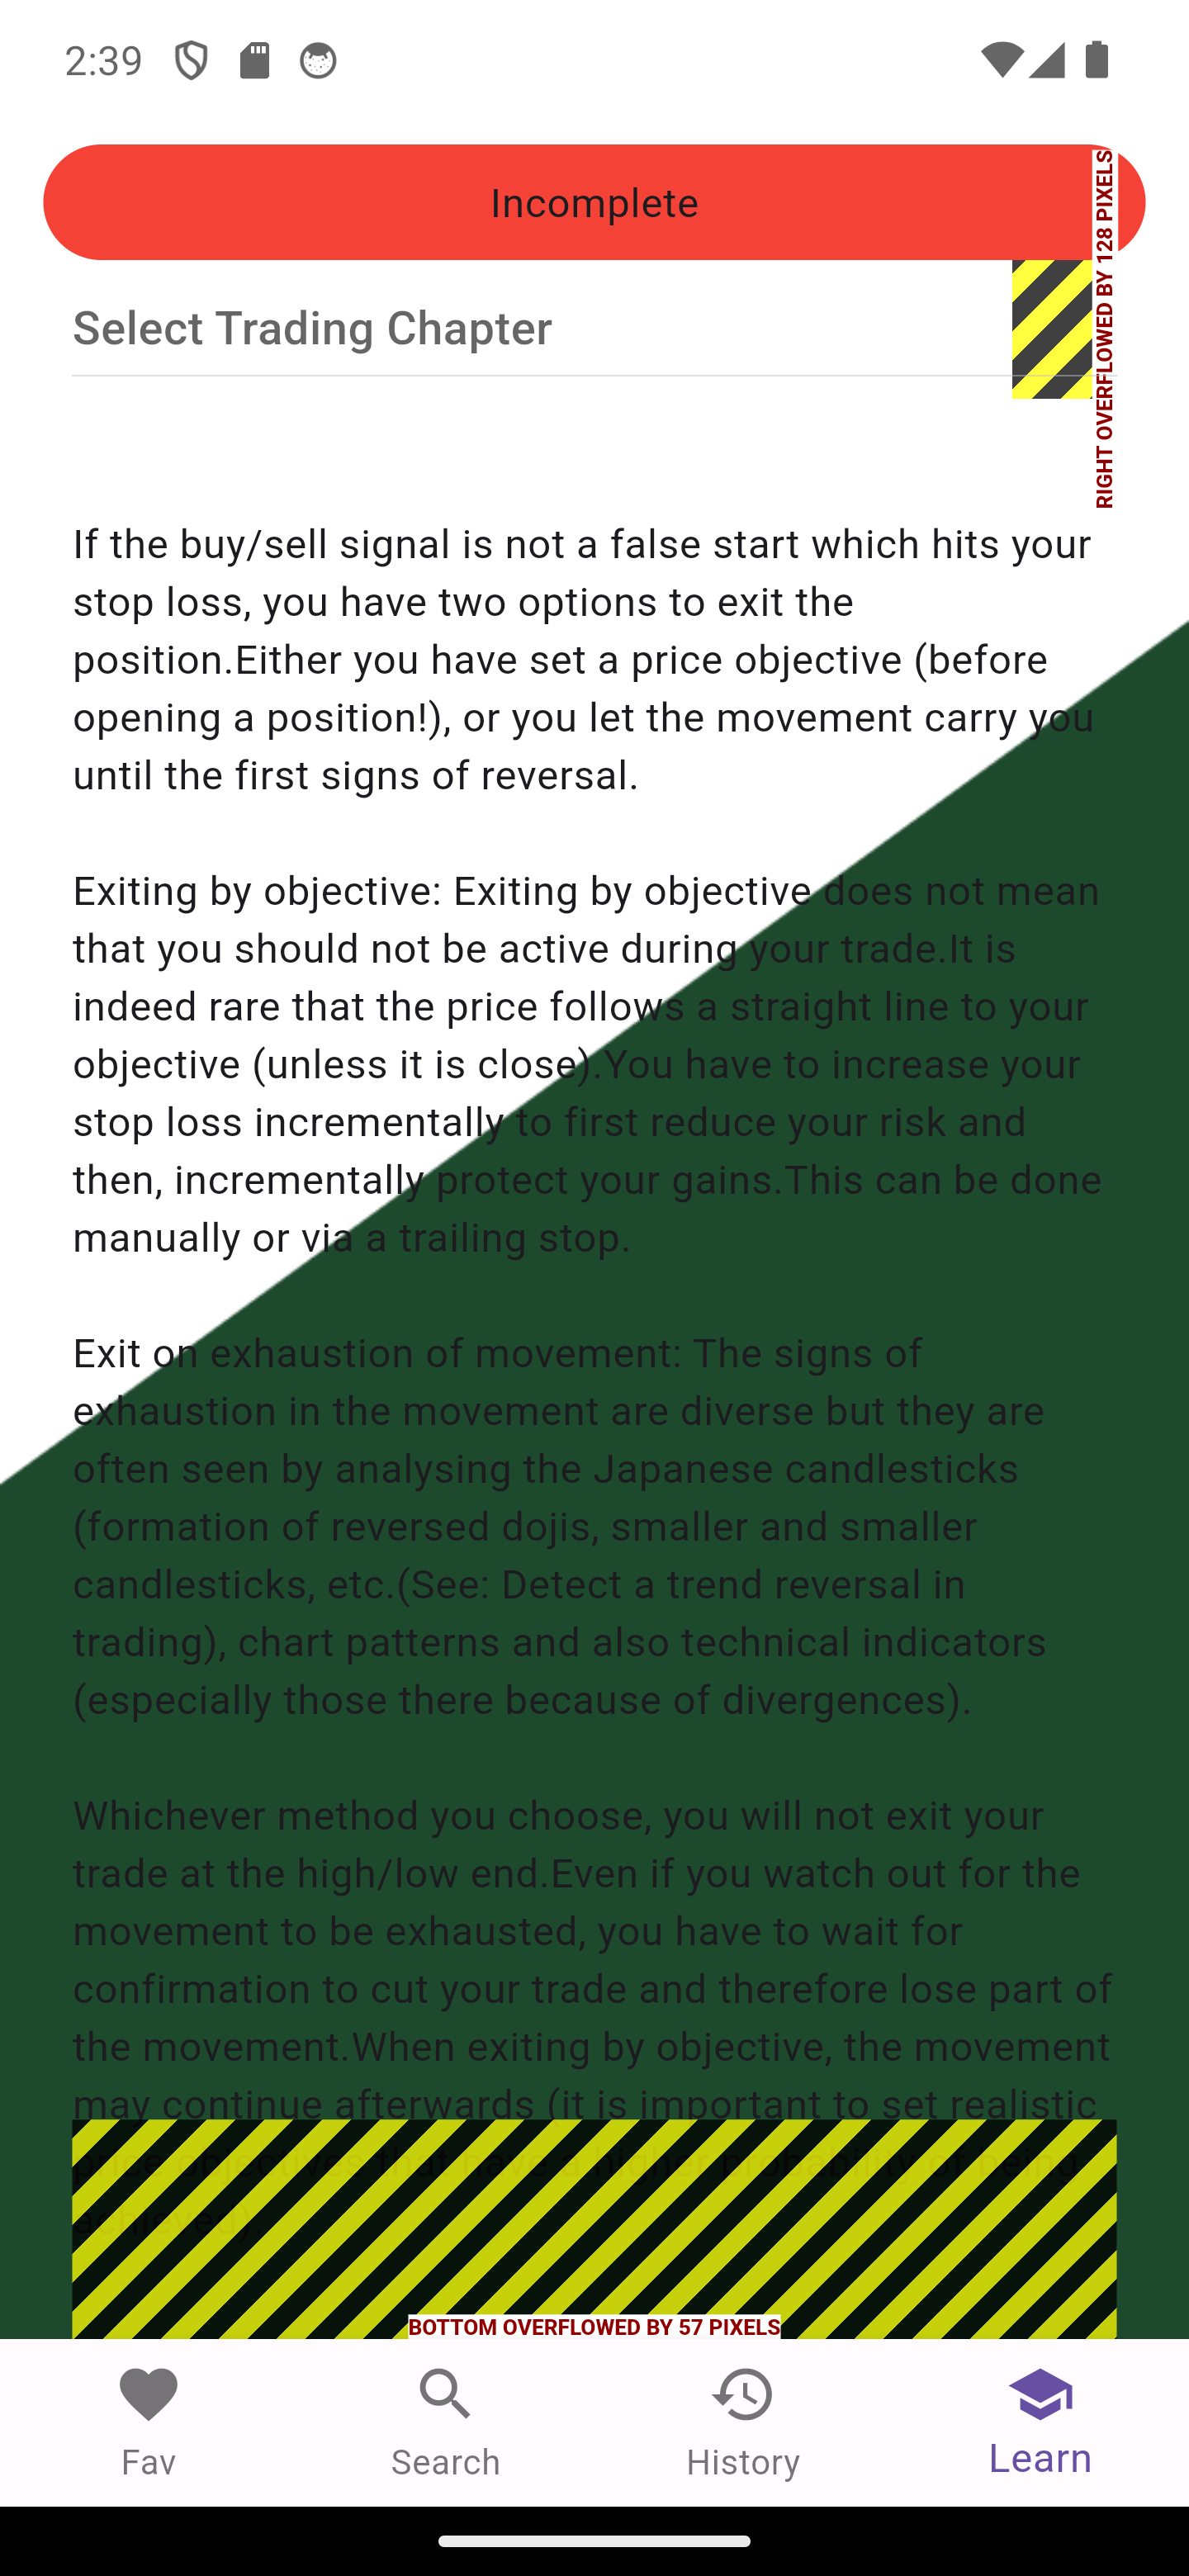 2:39
Incomplete
RIGHT OVERFLOWED BY 128 PIXELS
Select Trading Chapter
If the buy/sell signal is not a false start which hits your
stop loss, you have two options to exit the
position.Either you have set a price objective (before
opening a position!), or you let the movement carry you
until the first signs of reversal.
Exiting by objective: Exiting by objective does not mean
that you should not be active during your trade.It is
indeed rare that the price follows a straight line to your
objective (unless it is close).You have to increase your
stop loss incrementally to first reduce your risk and
then, incrementally protect your gains.This can be done
manually or via a trailing stop.
Exit on exhaustion of movement: The signs of
exhaustion in the movement are diverse but they are
often seen by analysing the Japanese candlesticks
(formation of reversed dojis, smaller and smaller
candlesticks, etc.(See: Detect a trend reversal in
trading), chart patterns and also technical indicators
(especially those there because of divergences).
Whichever method you choose, you will not exit your
trade at the high/low end.Even if you watch out for the
movement to be exhausted, you have to wait for
confirmation to cut your trade and therefore lose part of
the movement.When exiting by objective, the movement
may continue afterwards (it is important to set realistic
price objectives that have a higher probability of being
achieved).
BOTTOM OVERFLOWED BY 57 PIXELS
Fav
Search
History
Learn